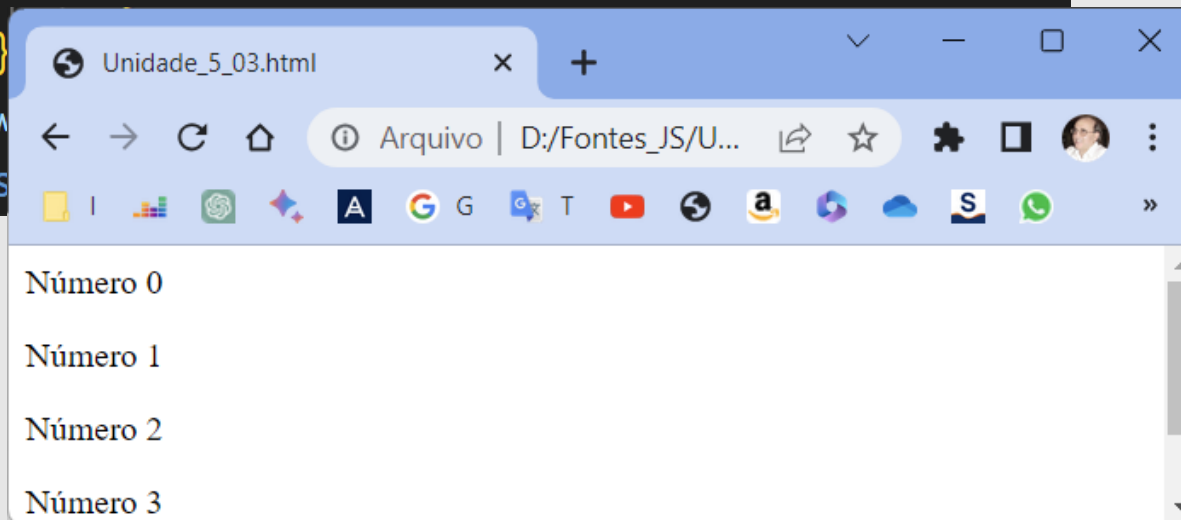 Unidade_5_03.html
Arquivo | D:/Fontes_JS/U...
I G T »
Número 0
Número 1
Número 2
Número 3